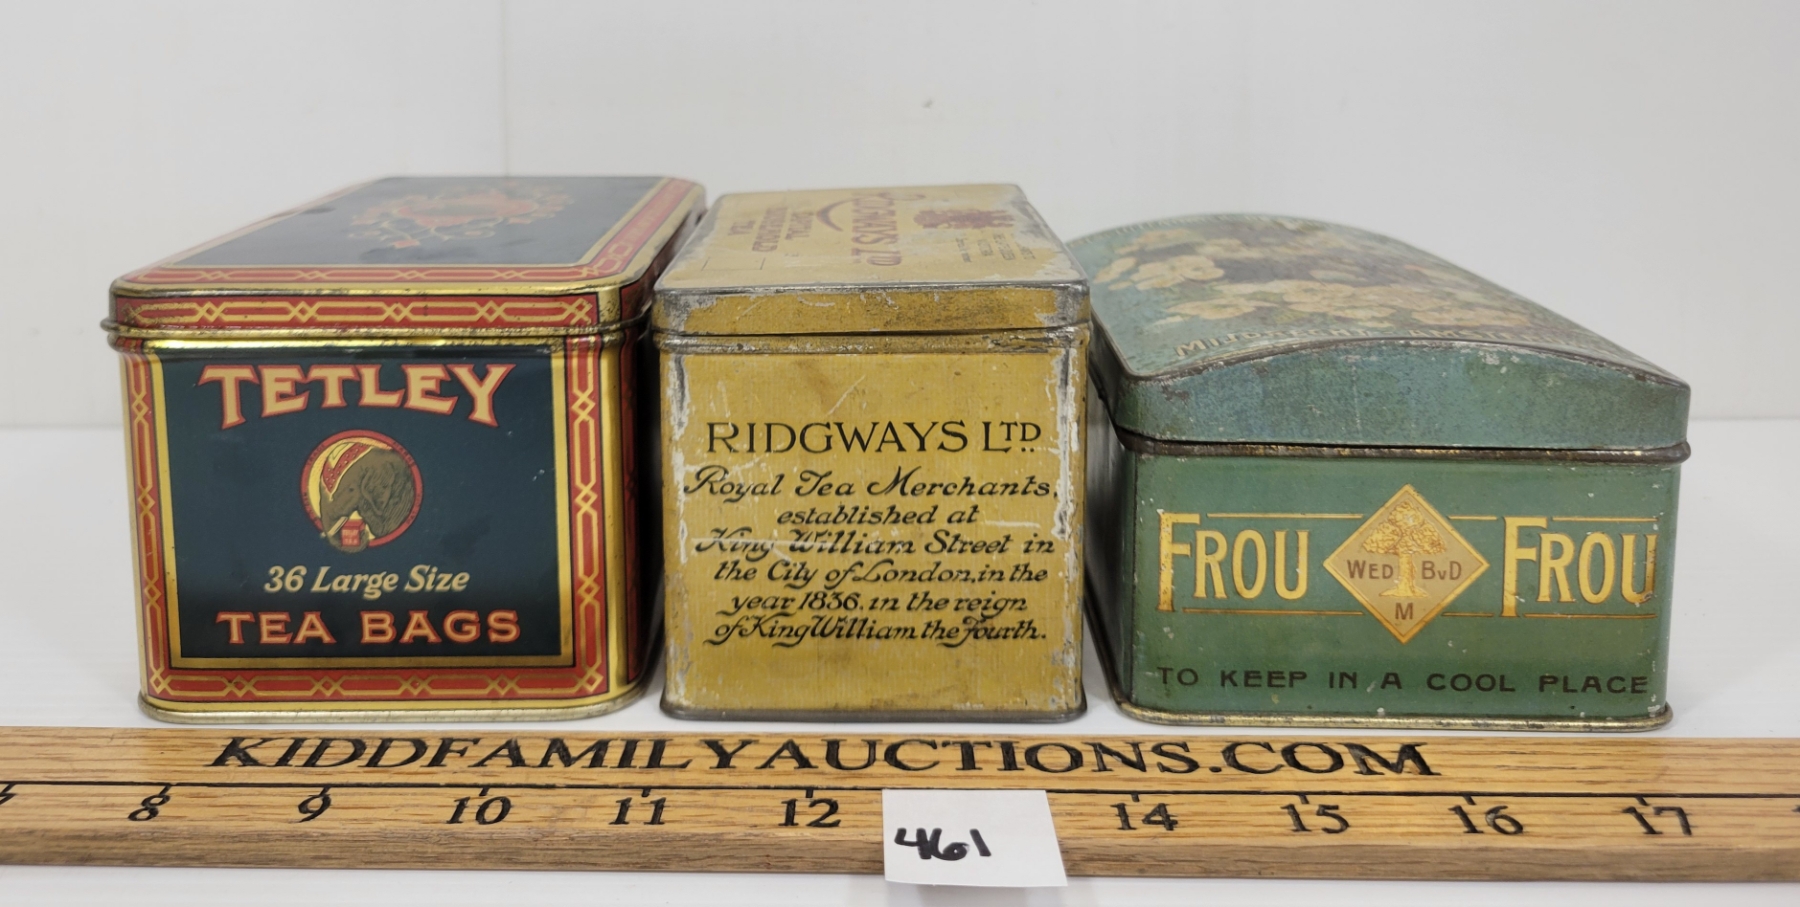 TETLEY
36 Large Size
TEA BAGS
RIDGWAYS LTD
Royal Tea Merchants,
established at
King William Street in
the City of London, in the
year 1836. in the reign
of King William the Fourth.
RIDGWAYS LTD
FROU FROU
WED BVD
M
TO KEEP IN A COOL PLACE
KIDDFAMILYAUCTIONS.COM
8 9 10 11 12 14 15 16 17
461